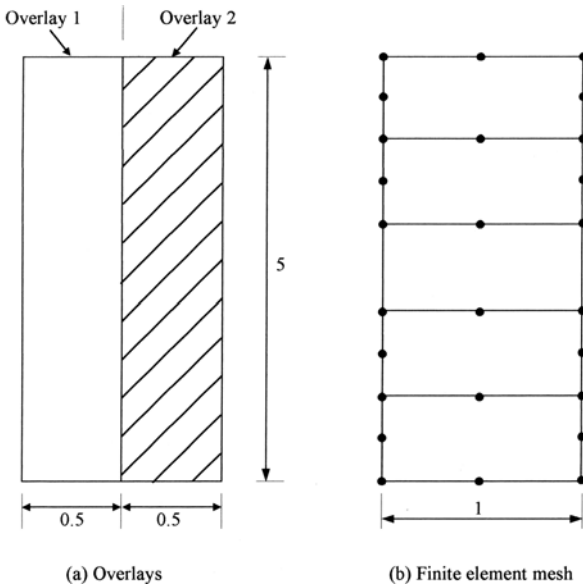 Overlay 1
Overlay 2
5
0.5
0.5
1
(a) Overlays
(b) Finite element mesh